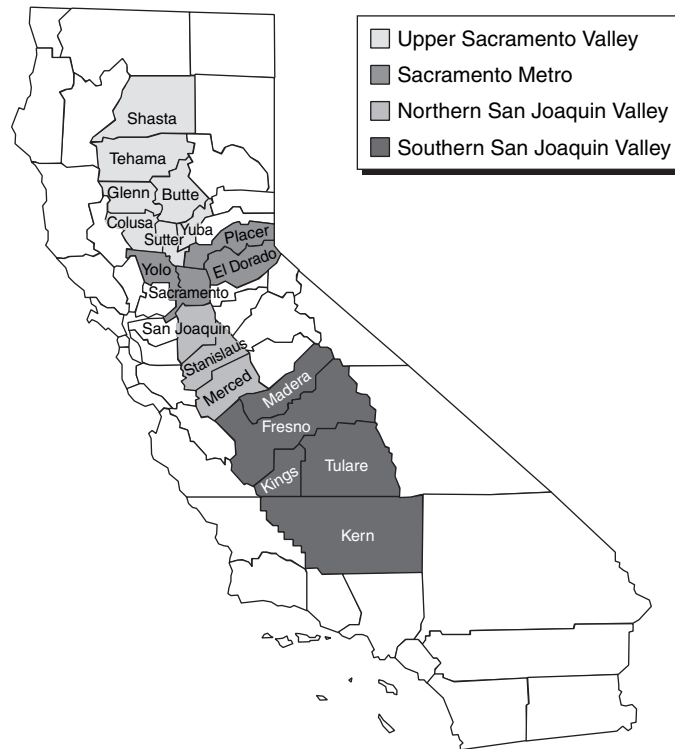 Upper Sacramento Valley
Sacramento Metro
Northern San Joaquin Valley
Southern San Joaquin Valley
Shasta
Tehama
Glenn
Butte
Colusa
Yuba
Sutter
Placer
El Dorado
Yolo
Sacramento
San Joaquin
Stanislaus
Merced
Madera
Fresno
Tulare
Kings
Kern